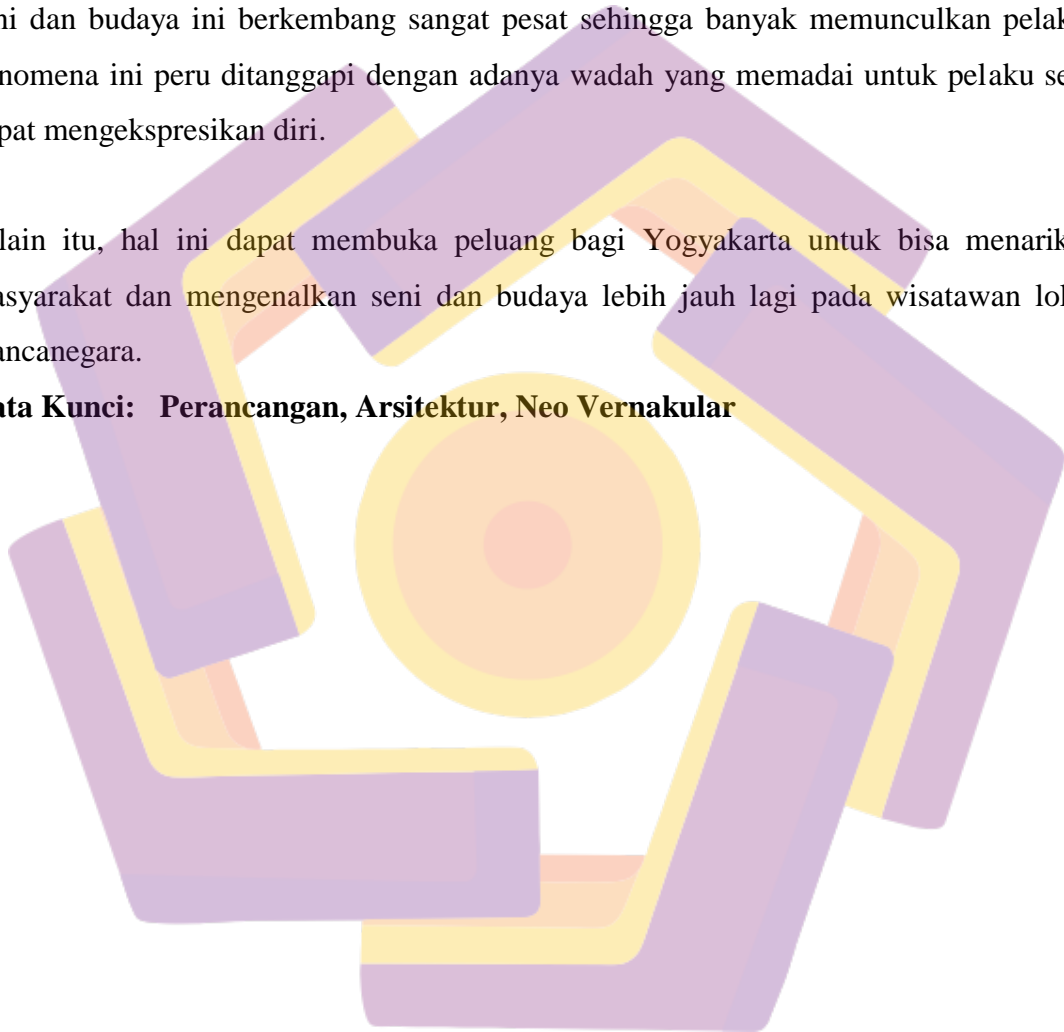 ni dan budaya ini berkembang sangat pesat sehingga banyak memunculkan pelak
nomena ini peru ditanggapi dengan adanya wadah yang memadai untuk pelaku se
pat mengekspresikan diri.
lain itu, hal ini dapat membuka peluang bagi Yogyakarta untuk bisa menarik
asyarakat dan mengenalkan seni dan budaya lebih jauh lagi pada wisatawan lol
ancanegara.
ata Kunci: Perancangan, Arsitektur, Neo Vernakular